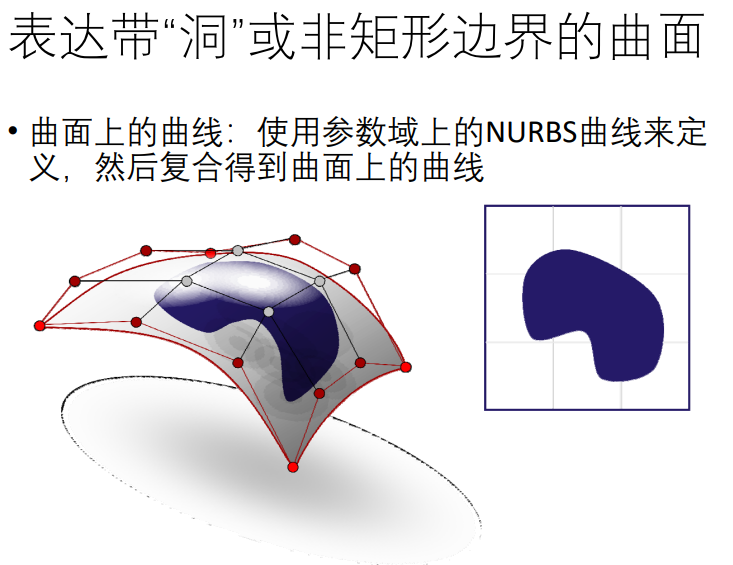 表达带“洞”或非矩形边界的曲面
• 曲面上的曲线：使用参数域上的NURBS曲线来定
义，然后复合得到曲面上的曲线